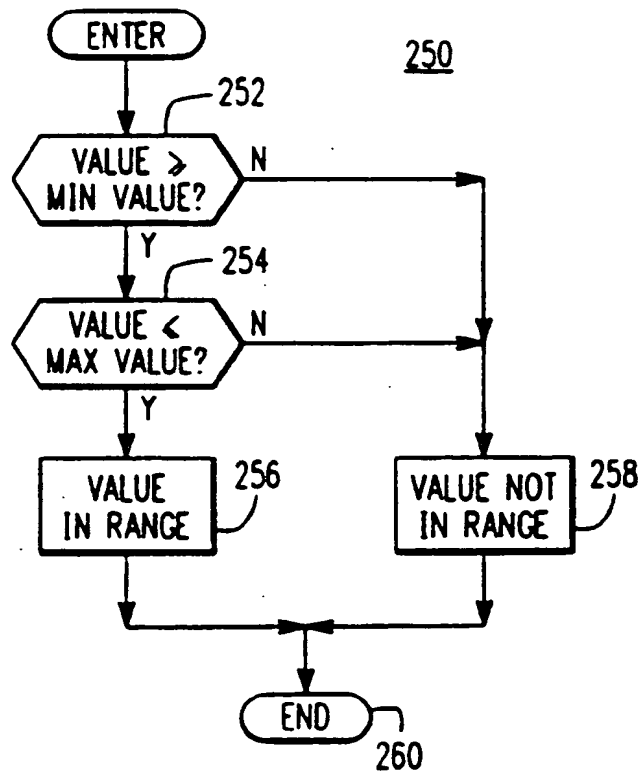 ENTER
250
252
VALUE ⩾
MIN VALUE?
N
Y
254
VALUE ⩽
MAX VALUE?
N
Y
VALUE
IN RANGE
256
VALUE NOT
IN RANGE
258
END
260